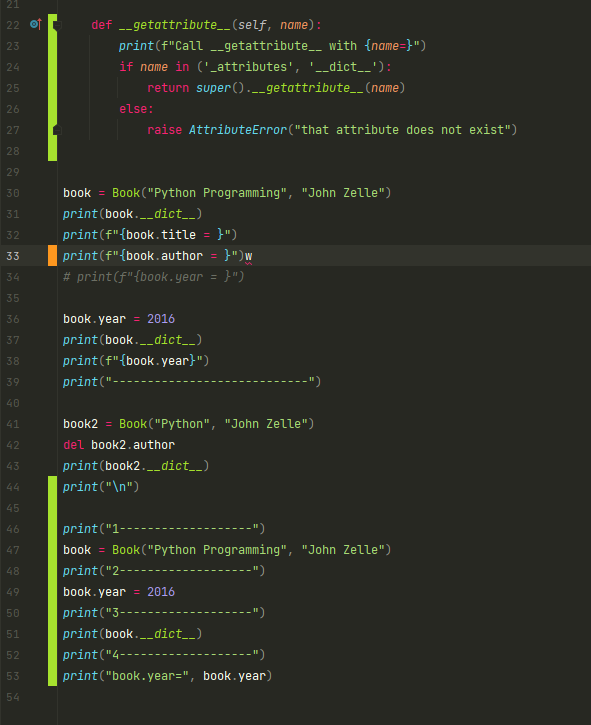 21
22 def __getattribute__(self, name):
23 print(f"Call __getattribute__ with {name=}")
24 if name in ('_attributes', '__dict__'):
25 return super().__getattribute__(name)
26 else:
27 raise AttributeError("that attribute does not exist")
28
29
30 book = Book("Python Programming", "John Zelle")
31 print(book.__dict__)
32 print(f"{book.title = }")
33 print(f"{book.author = }")w
34 # print(f"{book.year = }")
35
36 book.year = 2016
37 print(book.__dict__)
38 print(f"{book.year}")
39 print("----------------------------")
40
41 book2 = Book("Python", "John Zelle")
42 del book2.author
43 print(book2.__dict__)
44 print("\n")
45
46 print("1-------------------")
47 book = Book("Python Programming", "John Zelle")
48 print("2-------------------")
49 book.year = 2016
50 print("3-------------------")
51 print(book.__dict__)
52 print("4-------------------")
53 print("book.year=", book.year)
54